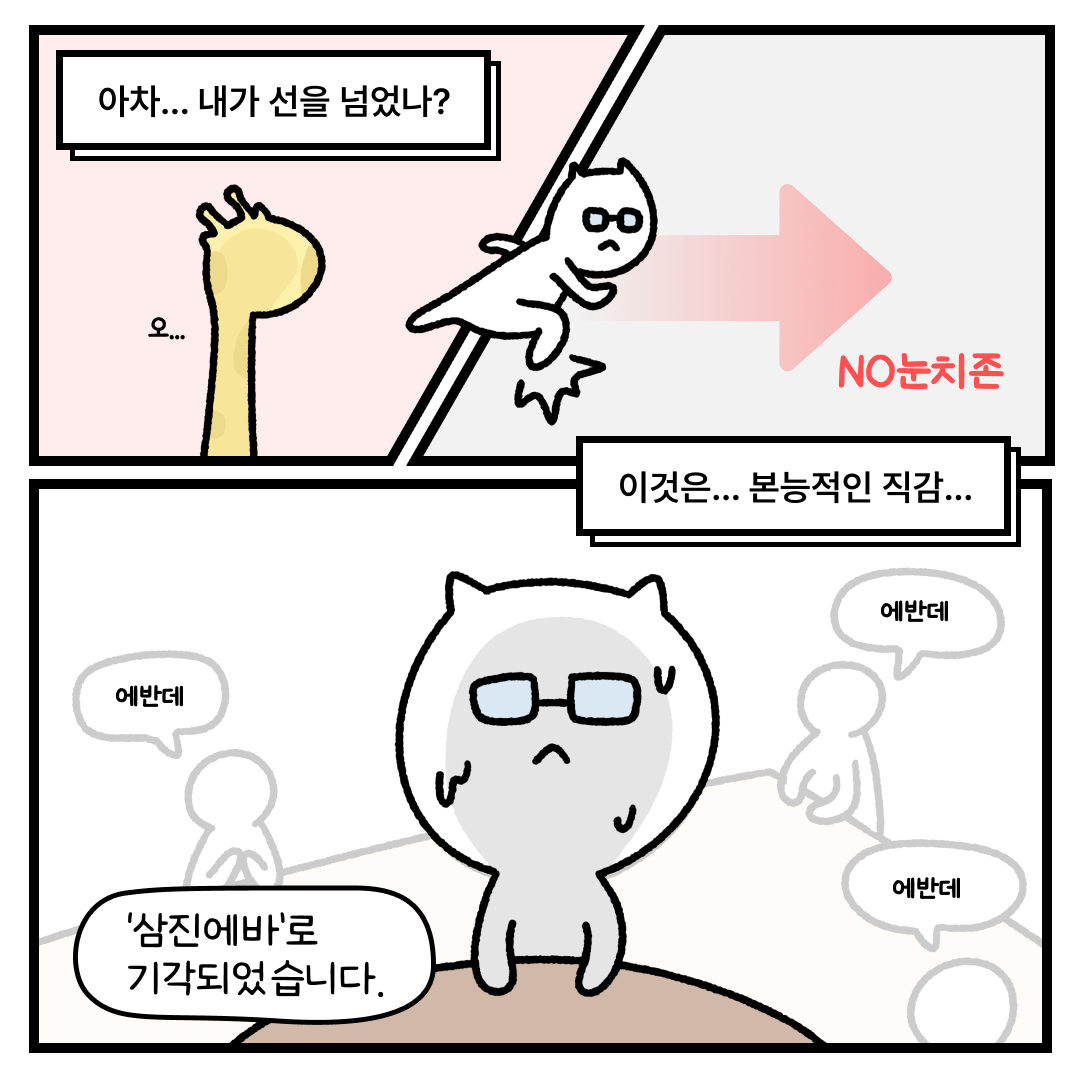 아차... 내가 선을 넘었나?
오...
NO눈치존
이것은... 본능적인 직감...
에반데
에반데
에반데
'삼진에바'로
기각되었습니다.